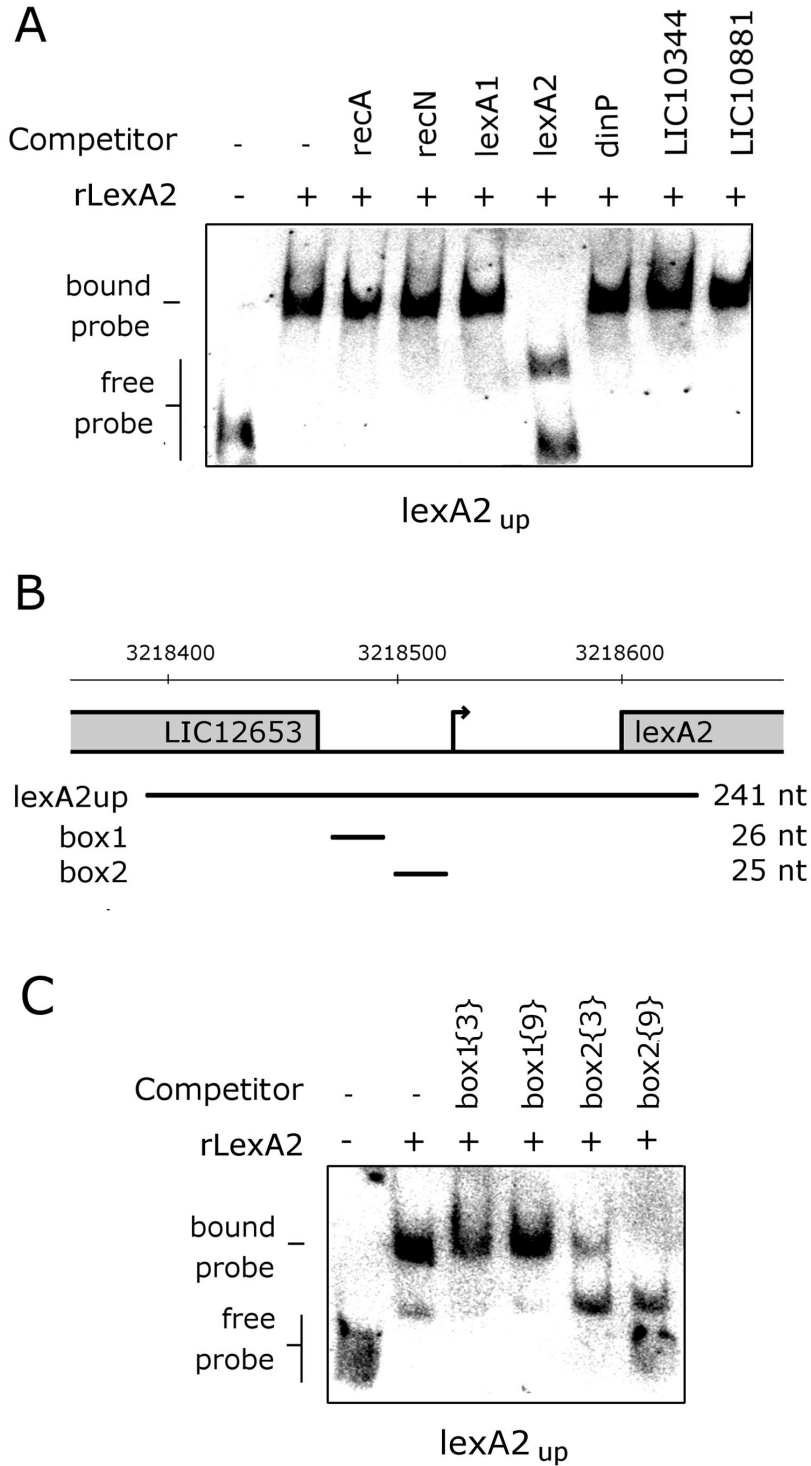 A
Competitor - - recA recN lexA1 lexA2 dinP LIC10344 LIC10881
rLexA2 - + + + + + + + +
bound
probe
free
probe
lexA2 up
B
3218400 3218500 3218600
LIC12653 lexA2
lexA2up 241 nt
box1 26 nt
box2 25 nt
C
Competitor - - box1{3} box1{9} box2{3} box2{9}
rLexA2 - + + + + +
bound
probe
free
probe
lexA2 up